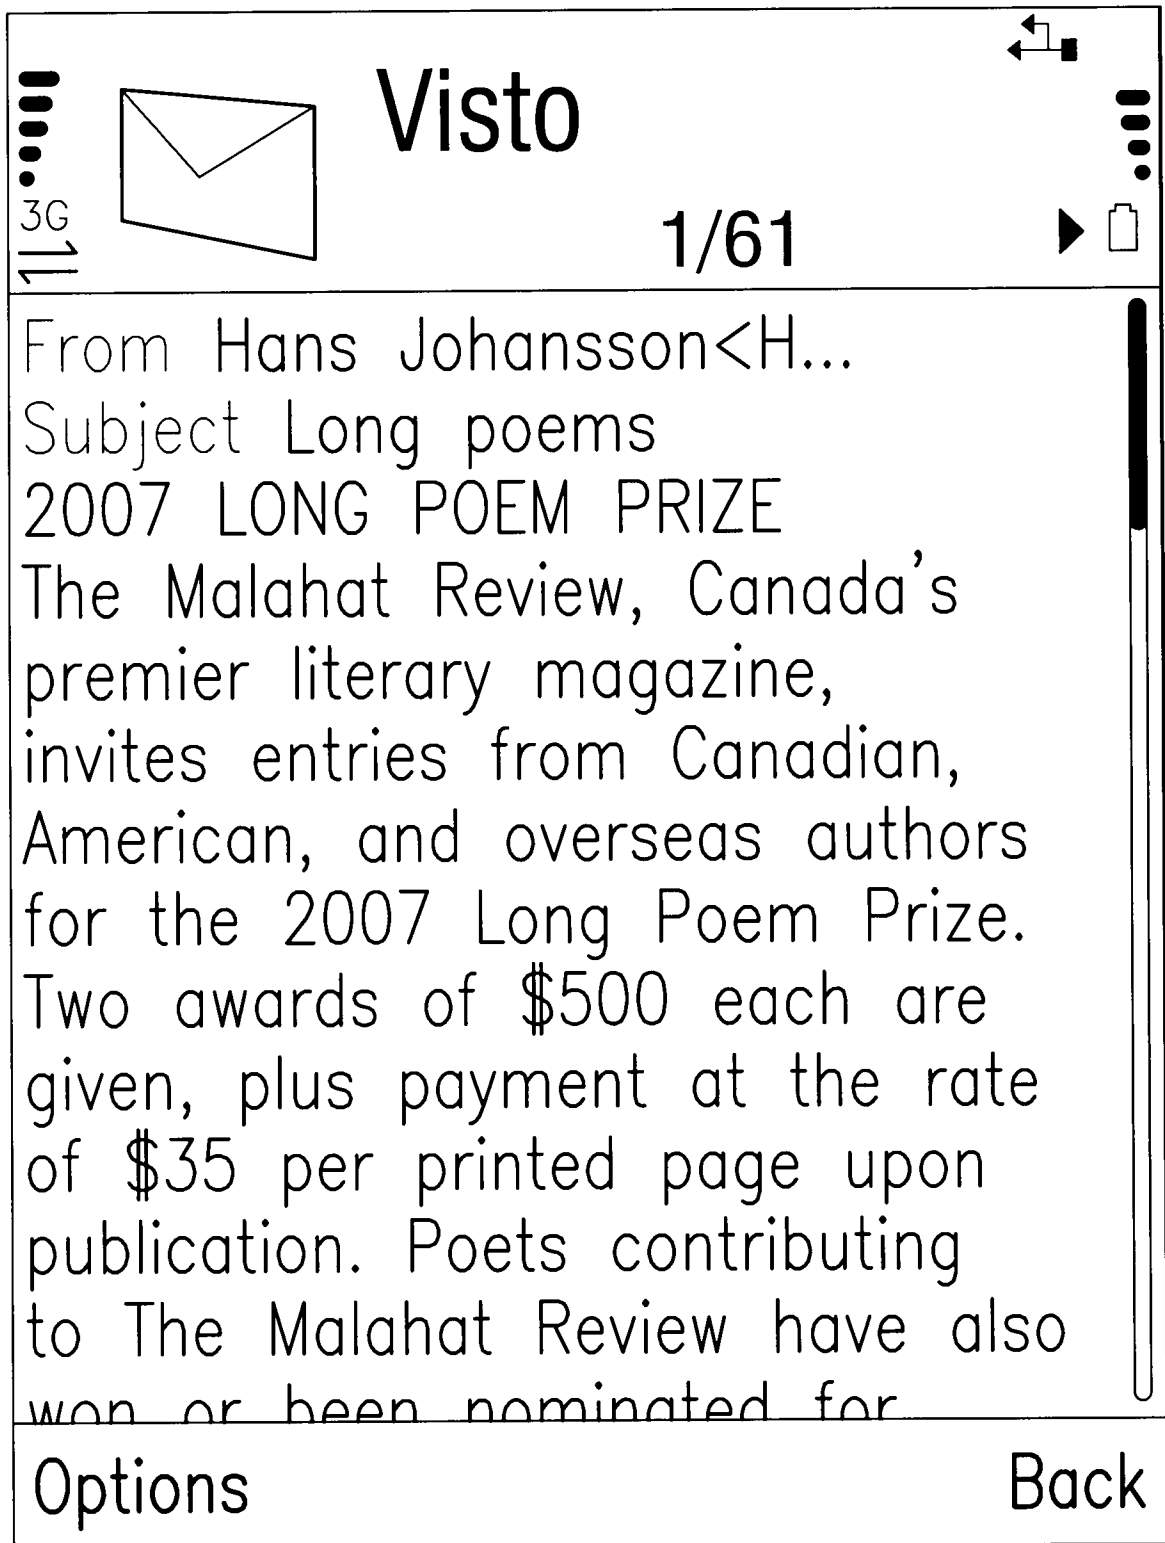 Visto
3G
1/61
From Hans Johansson<H...
Subject Long poems
2007 LONG POEM PRIZE
The Malahat Review, Canada's
premier literary magazine,
invites entries from Canadian,
American, and overseas authors
for the 2007 Long Poem Prize.
Two awards of $500 each are
given, plus payment at the rate
of $35 per printed page upon
publication. Poets contributing
to The Malahat Review have also
won or been nominated for
Options Back